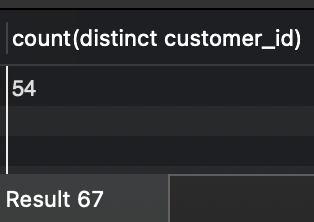 count(distinct customer_id)
54
Result 67